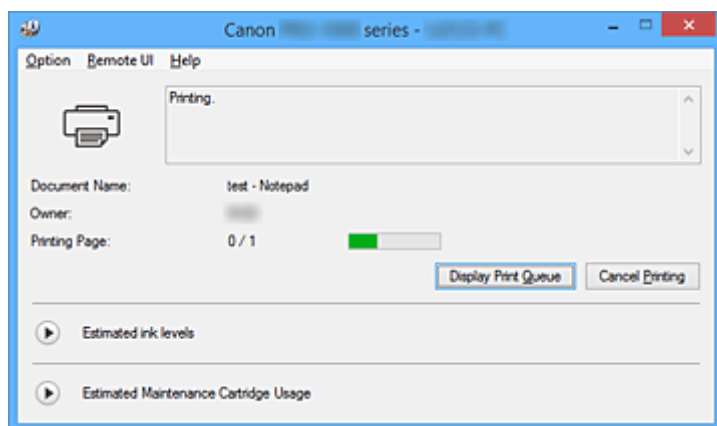 Canon series -
Option Remote UI Help
Printing.
Document Name: test - Notepad
Owner:
Printing Page: 0 / 1
Display Print Queue Cancel Printing
Estimated ink levels
Estimated Maintenance Cartridge Usage